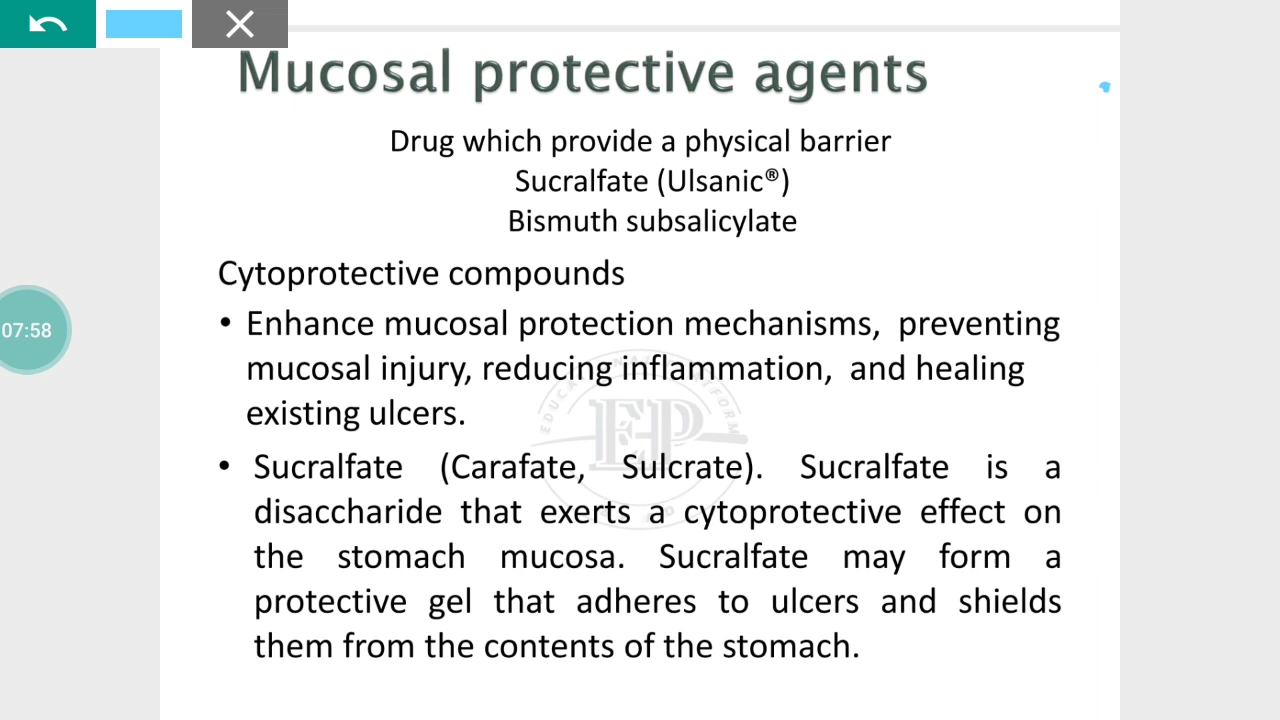 Mucosal protective agents
Drug which provide a physical barrier
Sucralfate (Ulsanic®)
Bismuth subsalicylate
Cytoprotective compounds
• Enhance mucosal protection mechanisms, preventing
mucosal injury, reducing inflammation, and healing
existing ulcers.
07:58
• Sucralfate (Carafate, Sulcrate). Sucralfate is a
disaccharide that exerts a cytoprotective effect on
the stomach mucosa. Sucralfate may form a
protective gel that adheres to ulcers and shields
them from the contents of the stomach.
EP